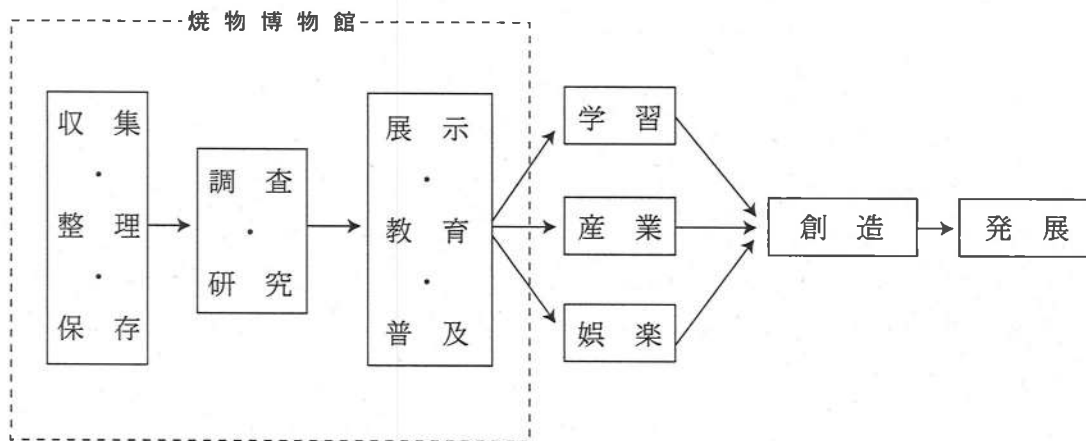 焼物博物館
収集
・
整理
・
保存
調査
・
研究
展示
・
教育
・
普及
学習
産業
娯楽
創造
発展